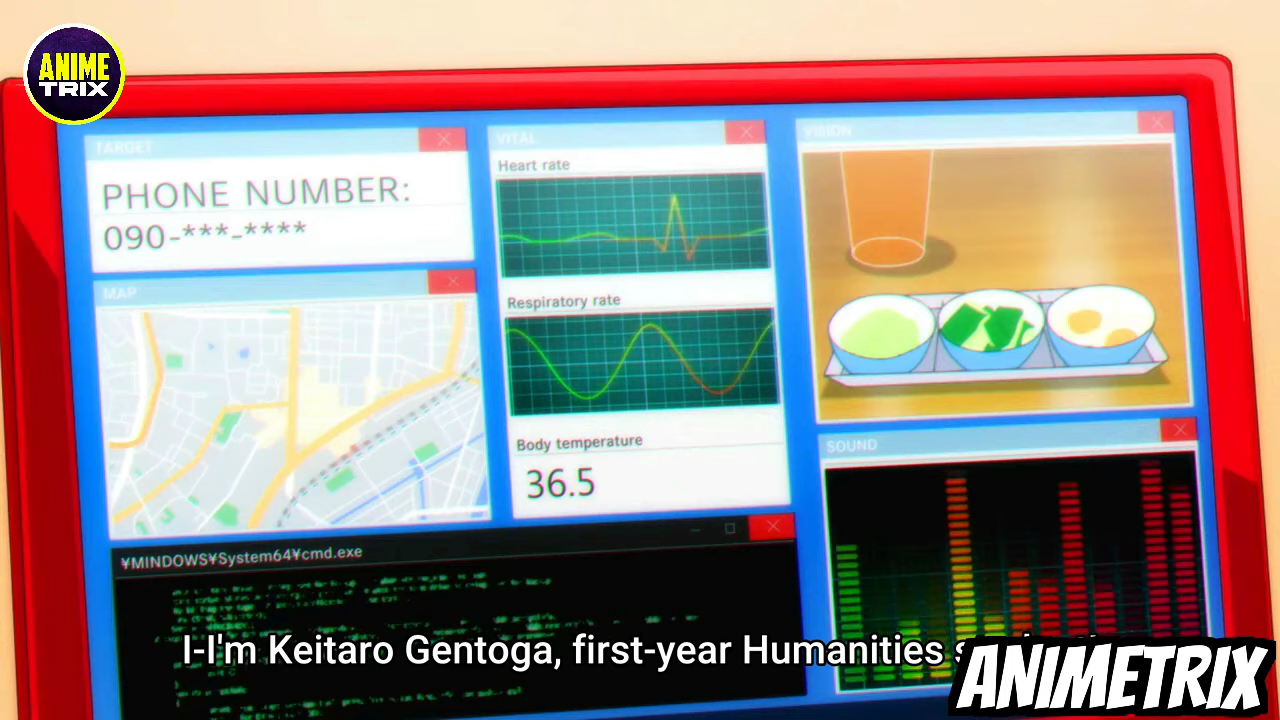 ANIME
TRIX
TARGET
PHONE NUMBER:
090-***-****
MAP
VITAL
Heart rate
Respiratory rate
Body temperature
36.5
VISION
SOUND
¥MINDOWS¥System64¥cmd.exe
I-I'm Keitaro Gentoga, first-year Humanities
ANIMETRIX